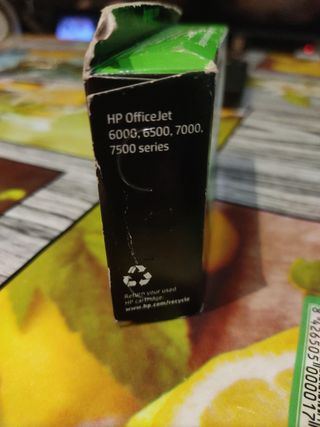 HP OfficeJet
6000, 6500, 7000,
7500 series
Return your used
HP cartridge:
www.hp.com/recycle